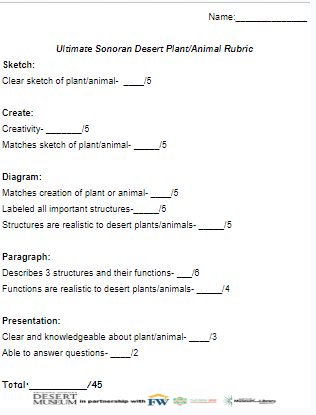 Name:_______________
Ultimate Sonoran Desert Plant/Animal Rubric
Sketch:
Clear sketch of plant/animal- ____/5
Create:
Creativity- _______/5
Matches sketch of plant/animal- _____/5
Diagram:
Matches creation of plant or animal-____/5
Labeled all important structures-_____/5
Structures are realistic to desert plants/animals- _____/5
Paragraph:
Describes 3 structures and their functions- ___/6
Functions are realistic to desert plants/animals- _____/4
Presentation:
Clear and knowledgeable about plant/animal- ____/3
Able to answer questions- ____/2
Total-____________/45
DESERT MUSEUM in partnership with FW